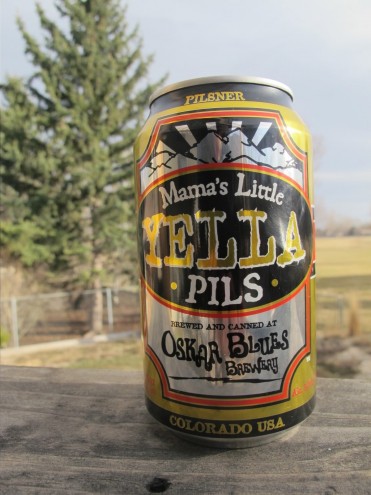 PILSNER
Mama's Little
YELLA
PILS
BREWED AND CANNED AT
OSKAR BLUES
BREWERY
COLORADO USA